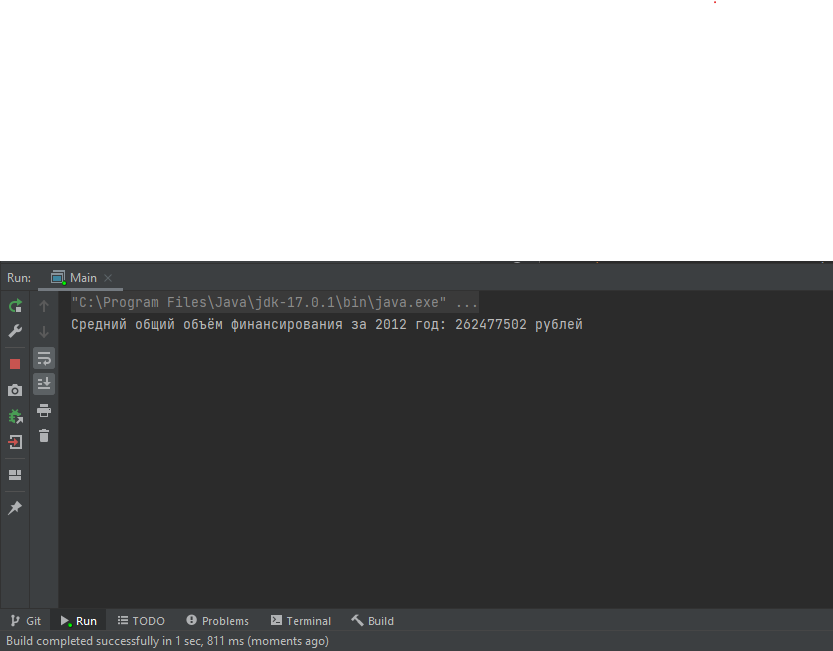 Run: Main
"C:\Program Files\Java\jdk-17.0.1\bin\java.exe" ...
Средний общий объём финансирования за 2012 год: 262477502 рублей
Git Run TODO Problems Terminal Build
Build completed successfully in 1 sec, 811 ms (moments ago)